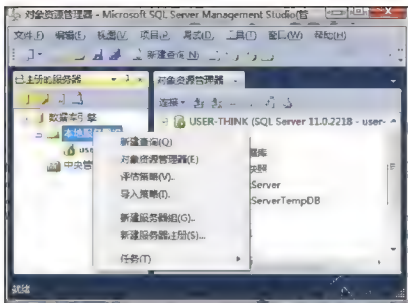 对象资源管理器 - Microsoft SQL Server Management Studio(管
文件(F) 编辑(E) 视图(V) 项目(P) 调试(D) 工具(T) 窗口(W) 帮助(H)
新建查询(N)
已注册的服务器
对象资源管理器
连接
数据库引擎
USER-THINK (SQL Server 11.0.2218 - user-
本地服务器组
use
中央管
新建查询(Q)
对象资源管理器(E)
评估策略(V)...
导入策略(I)...
新建服务器组(G)...
新建服务器注册(S)...
任务(T)
据库
快照
Server
ServerTempDB
就绪